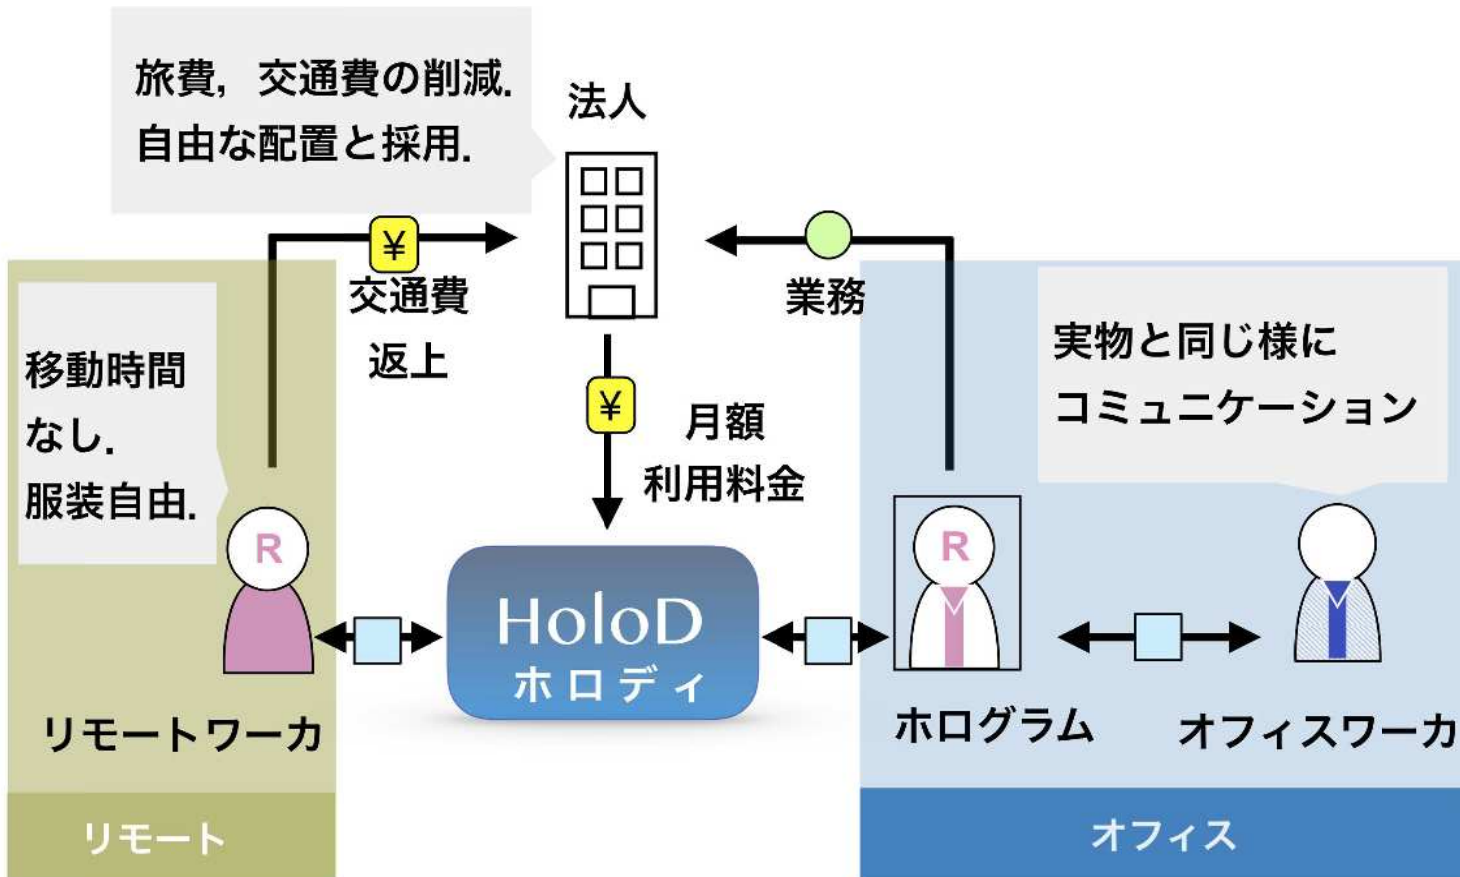 旅費，交通費の削減．
自由な配置と採用．
法人
¥
交通費
返上
業務
移動時間
なし．
服装自由．
¥
月額
利用料金
実物と同じ様に
コミュニケーション
R
HoloD
ホロディ
R
リモートワーカ
ホログラム
オフィスワーカ
リモート
オフィス